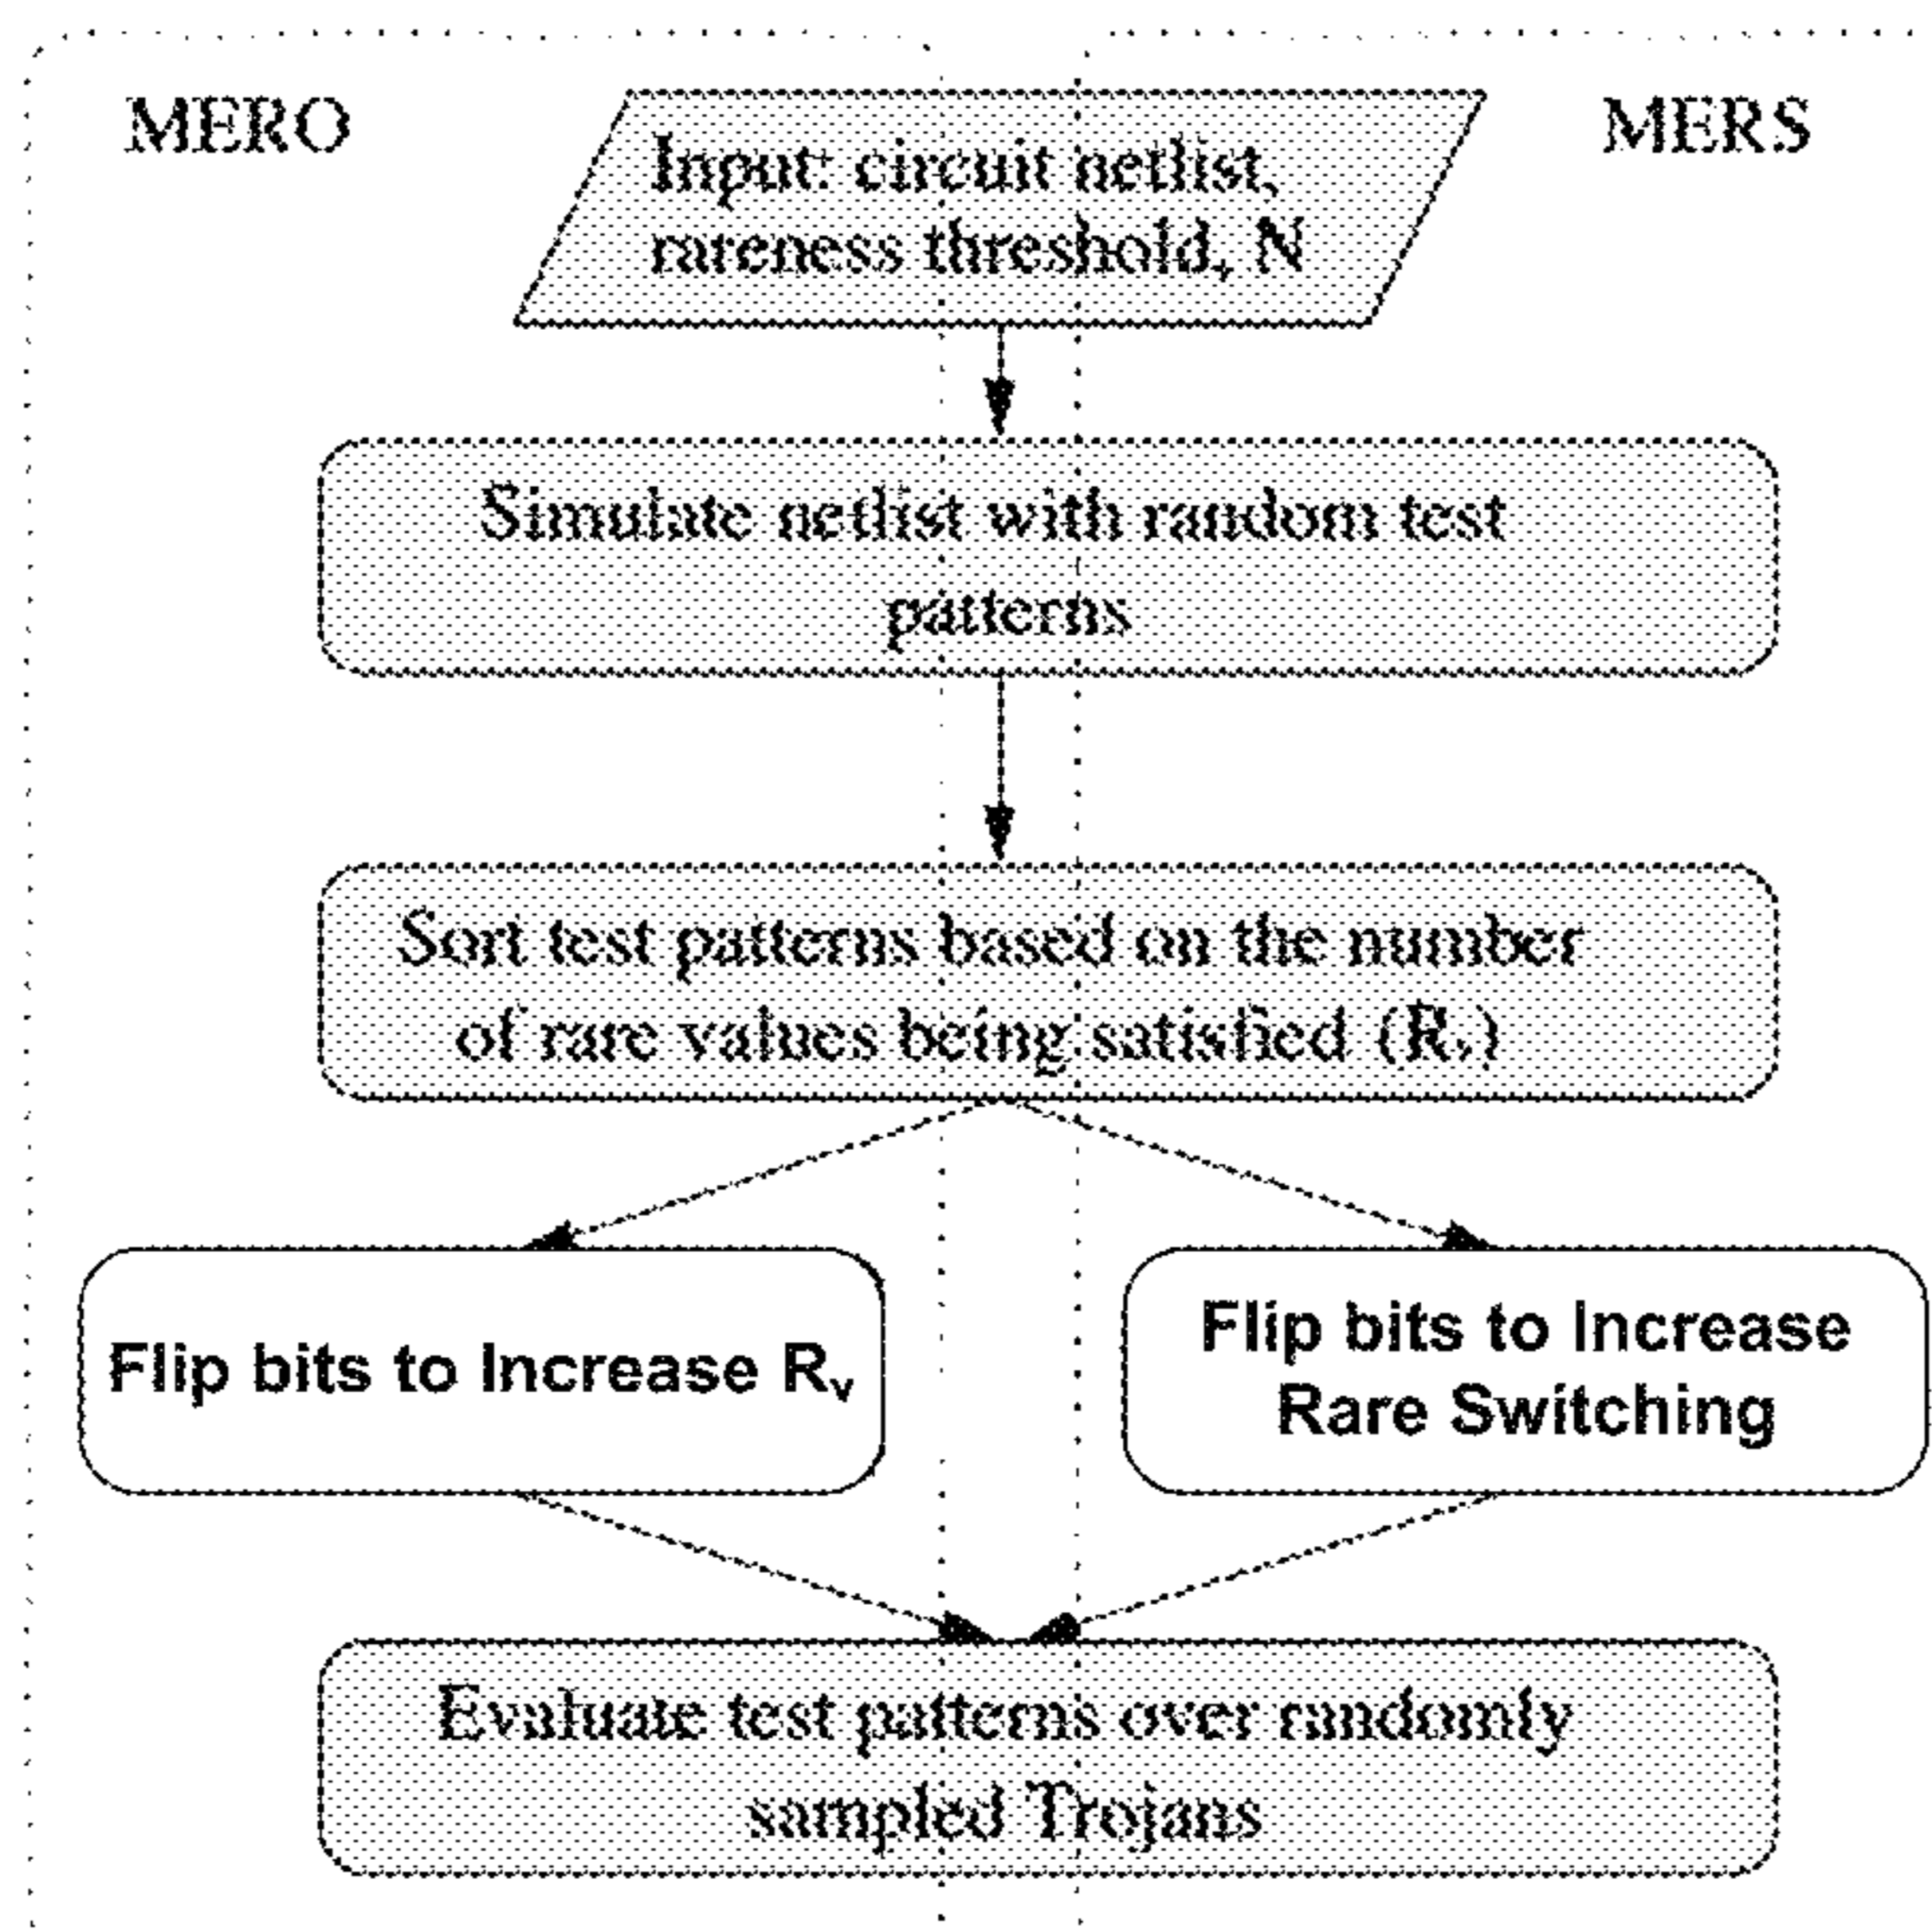 MERO
MERS
Input: circuit netlist,
rareness threshold, N
Simulate netlist with random test
patterns
Sort test patterns based on the number
of rare values being satisfied (Rᵥ)
Flip bits to Increase Rᵥ
Flip bits to Increase
Rare Switching
Evaluate test patterns over randomly
sampled Trojans